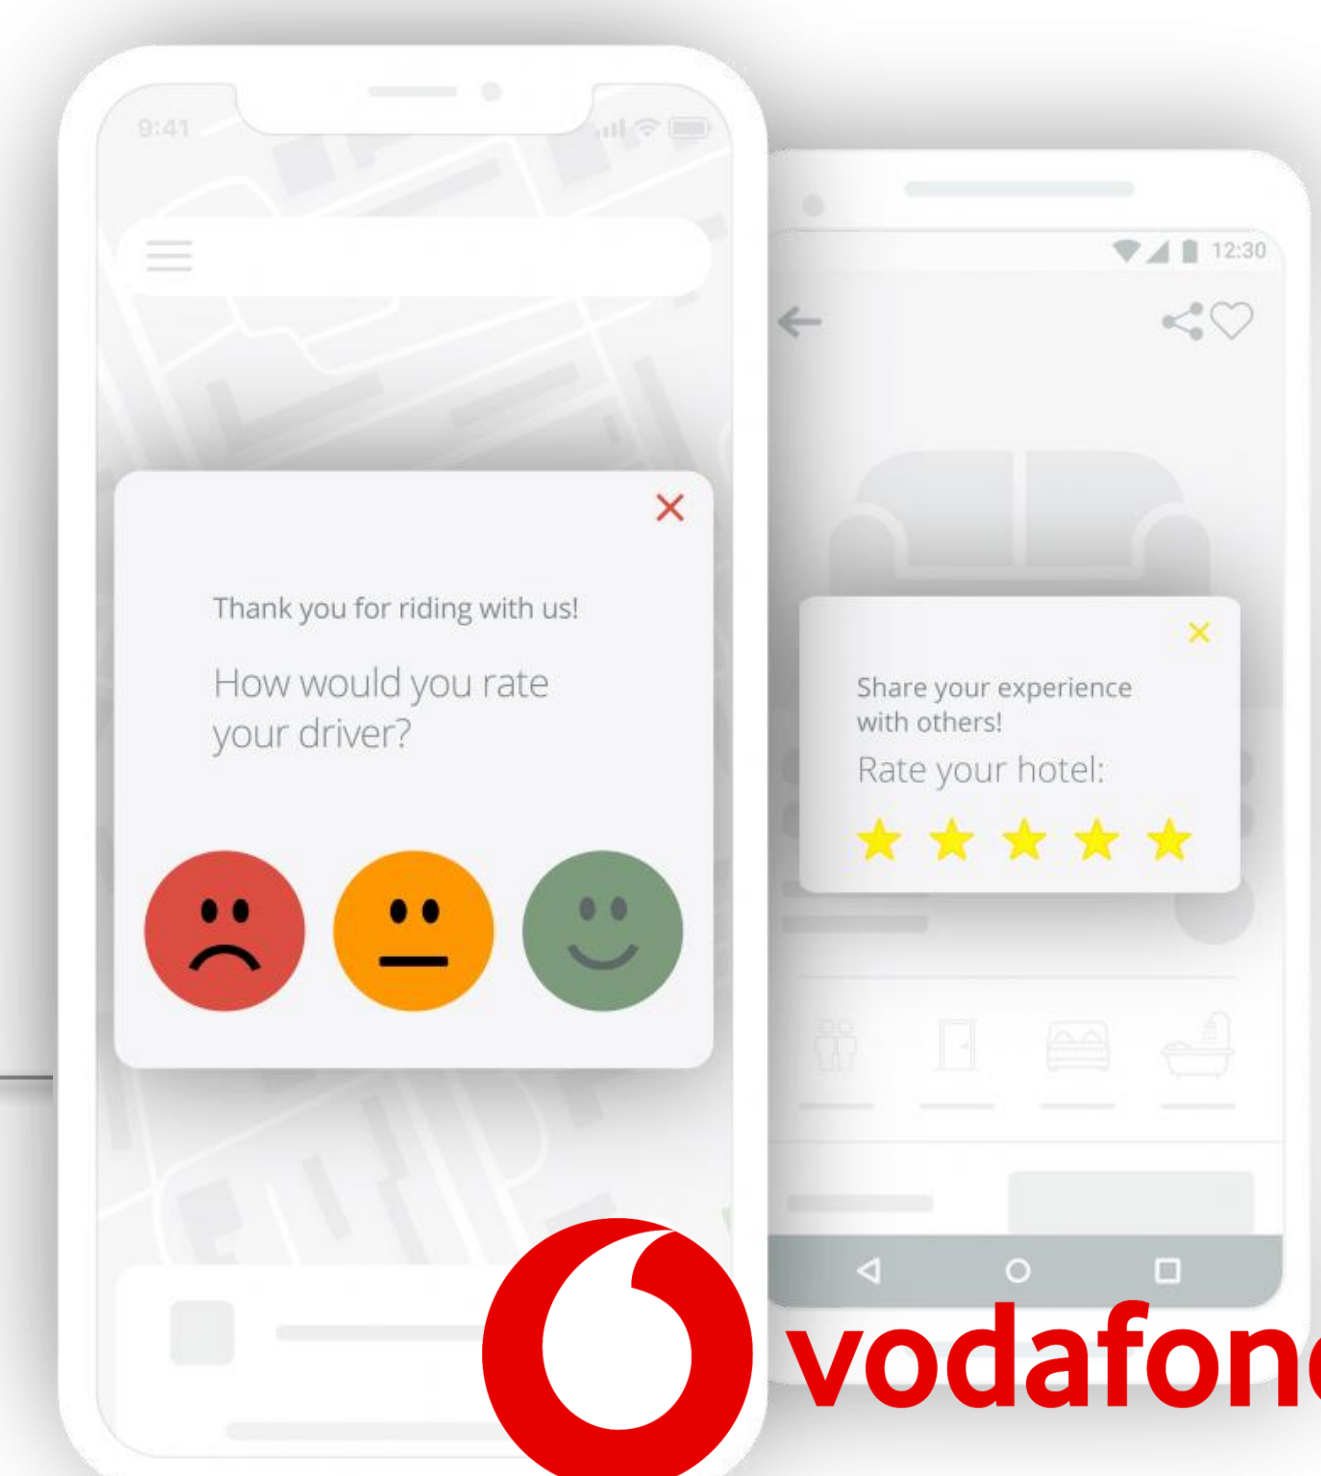 9:41
Thank you for riding with us!
How would you rate
your driver?
12:30
Share your experience
with others!
Rate your hotel:
vodafone